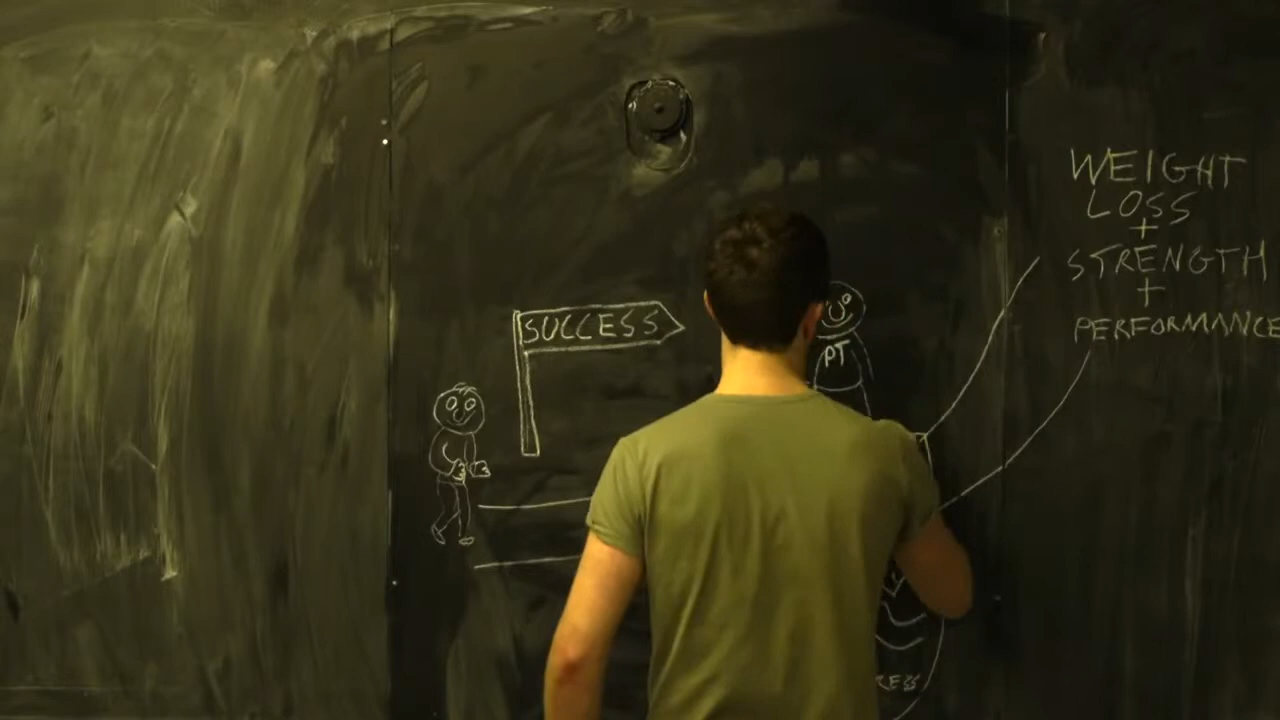 WEIGHT
LOSS
+
STRENGTH
+
PERFORMANCE
SUCCESS
PT